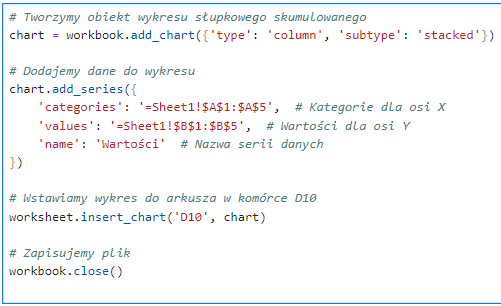 # Tworzymy obiekt wykresu słupkowego skumulowanego
chart = workbook.add_chart({'type': 'column', 'subtype': 'stacked'})
# Dodajemy dane do wykresu
chart.add_series({
    'categories': '=Sheet1!$A$1:$A$5',  # Kategorie dla osi X
    'values': '=Sheet1!$B$1:$B$5',  # Wartości dla osi Y
    'name': 'Wartości'  # Nazwa serii danych
})
# Wstawiamy wykres do arkusza w komórce D10
worksheet.insert_chart('D10', chart)
# Zapisujemy plik
workbook.close()